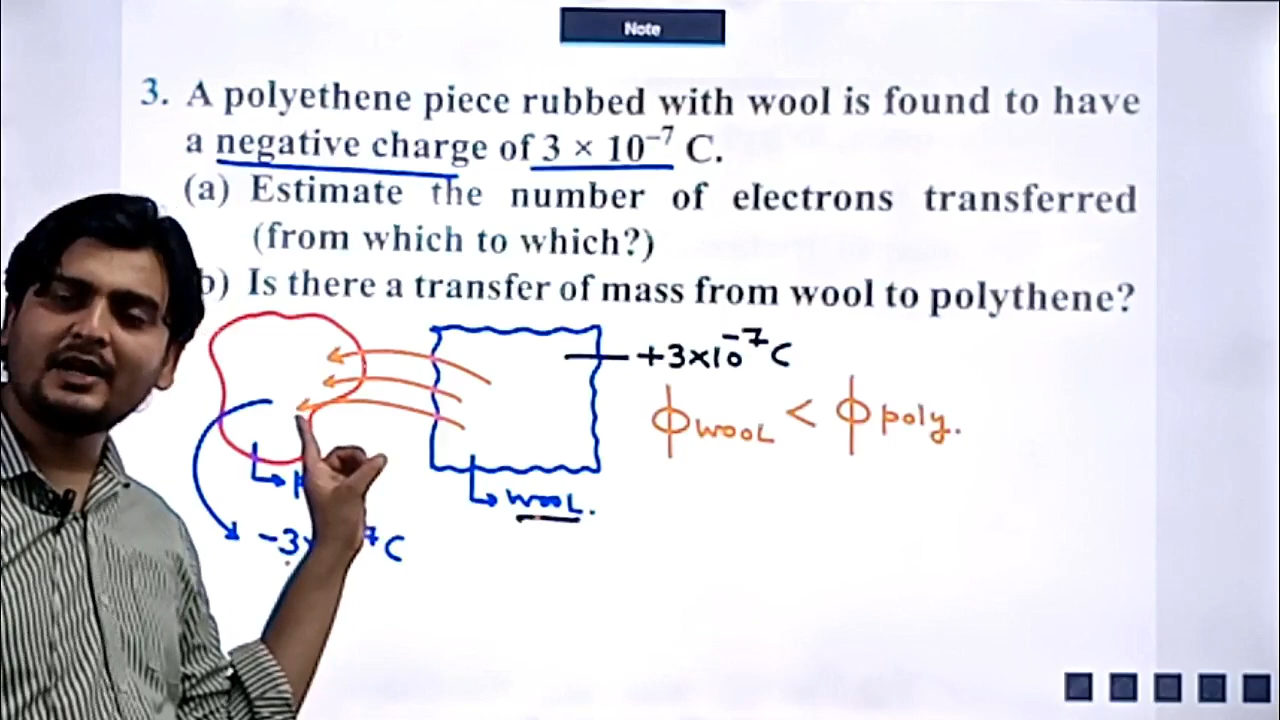 Note
3. A polyethene piece rubbed with wool is found to have
a negative charge of 3 × 10⁻⁷ C.
(a) Estimate the number of electrons transferred
(from which to which?)
b) Is there a transfer of mass from wool to polythene?
+3×10⁻⁷C
ϕwool < ϕpoly.
wool.
-3 ⁷C